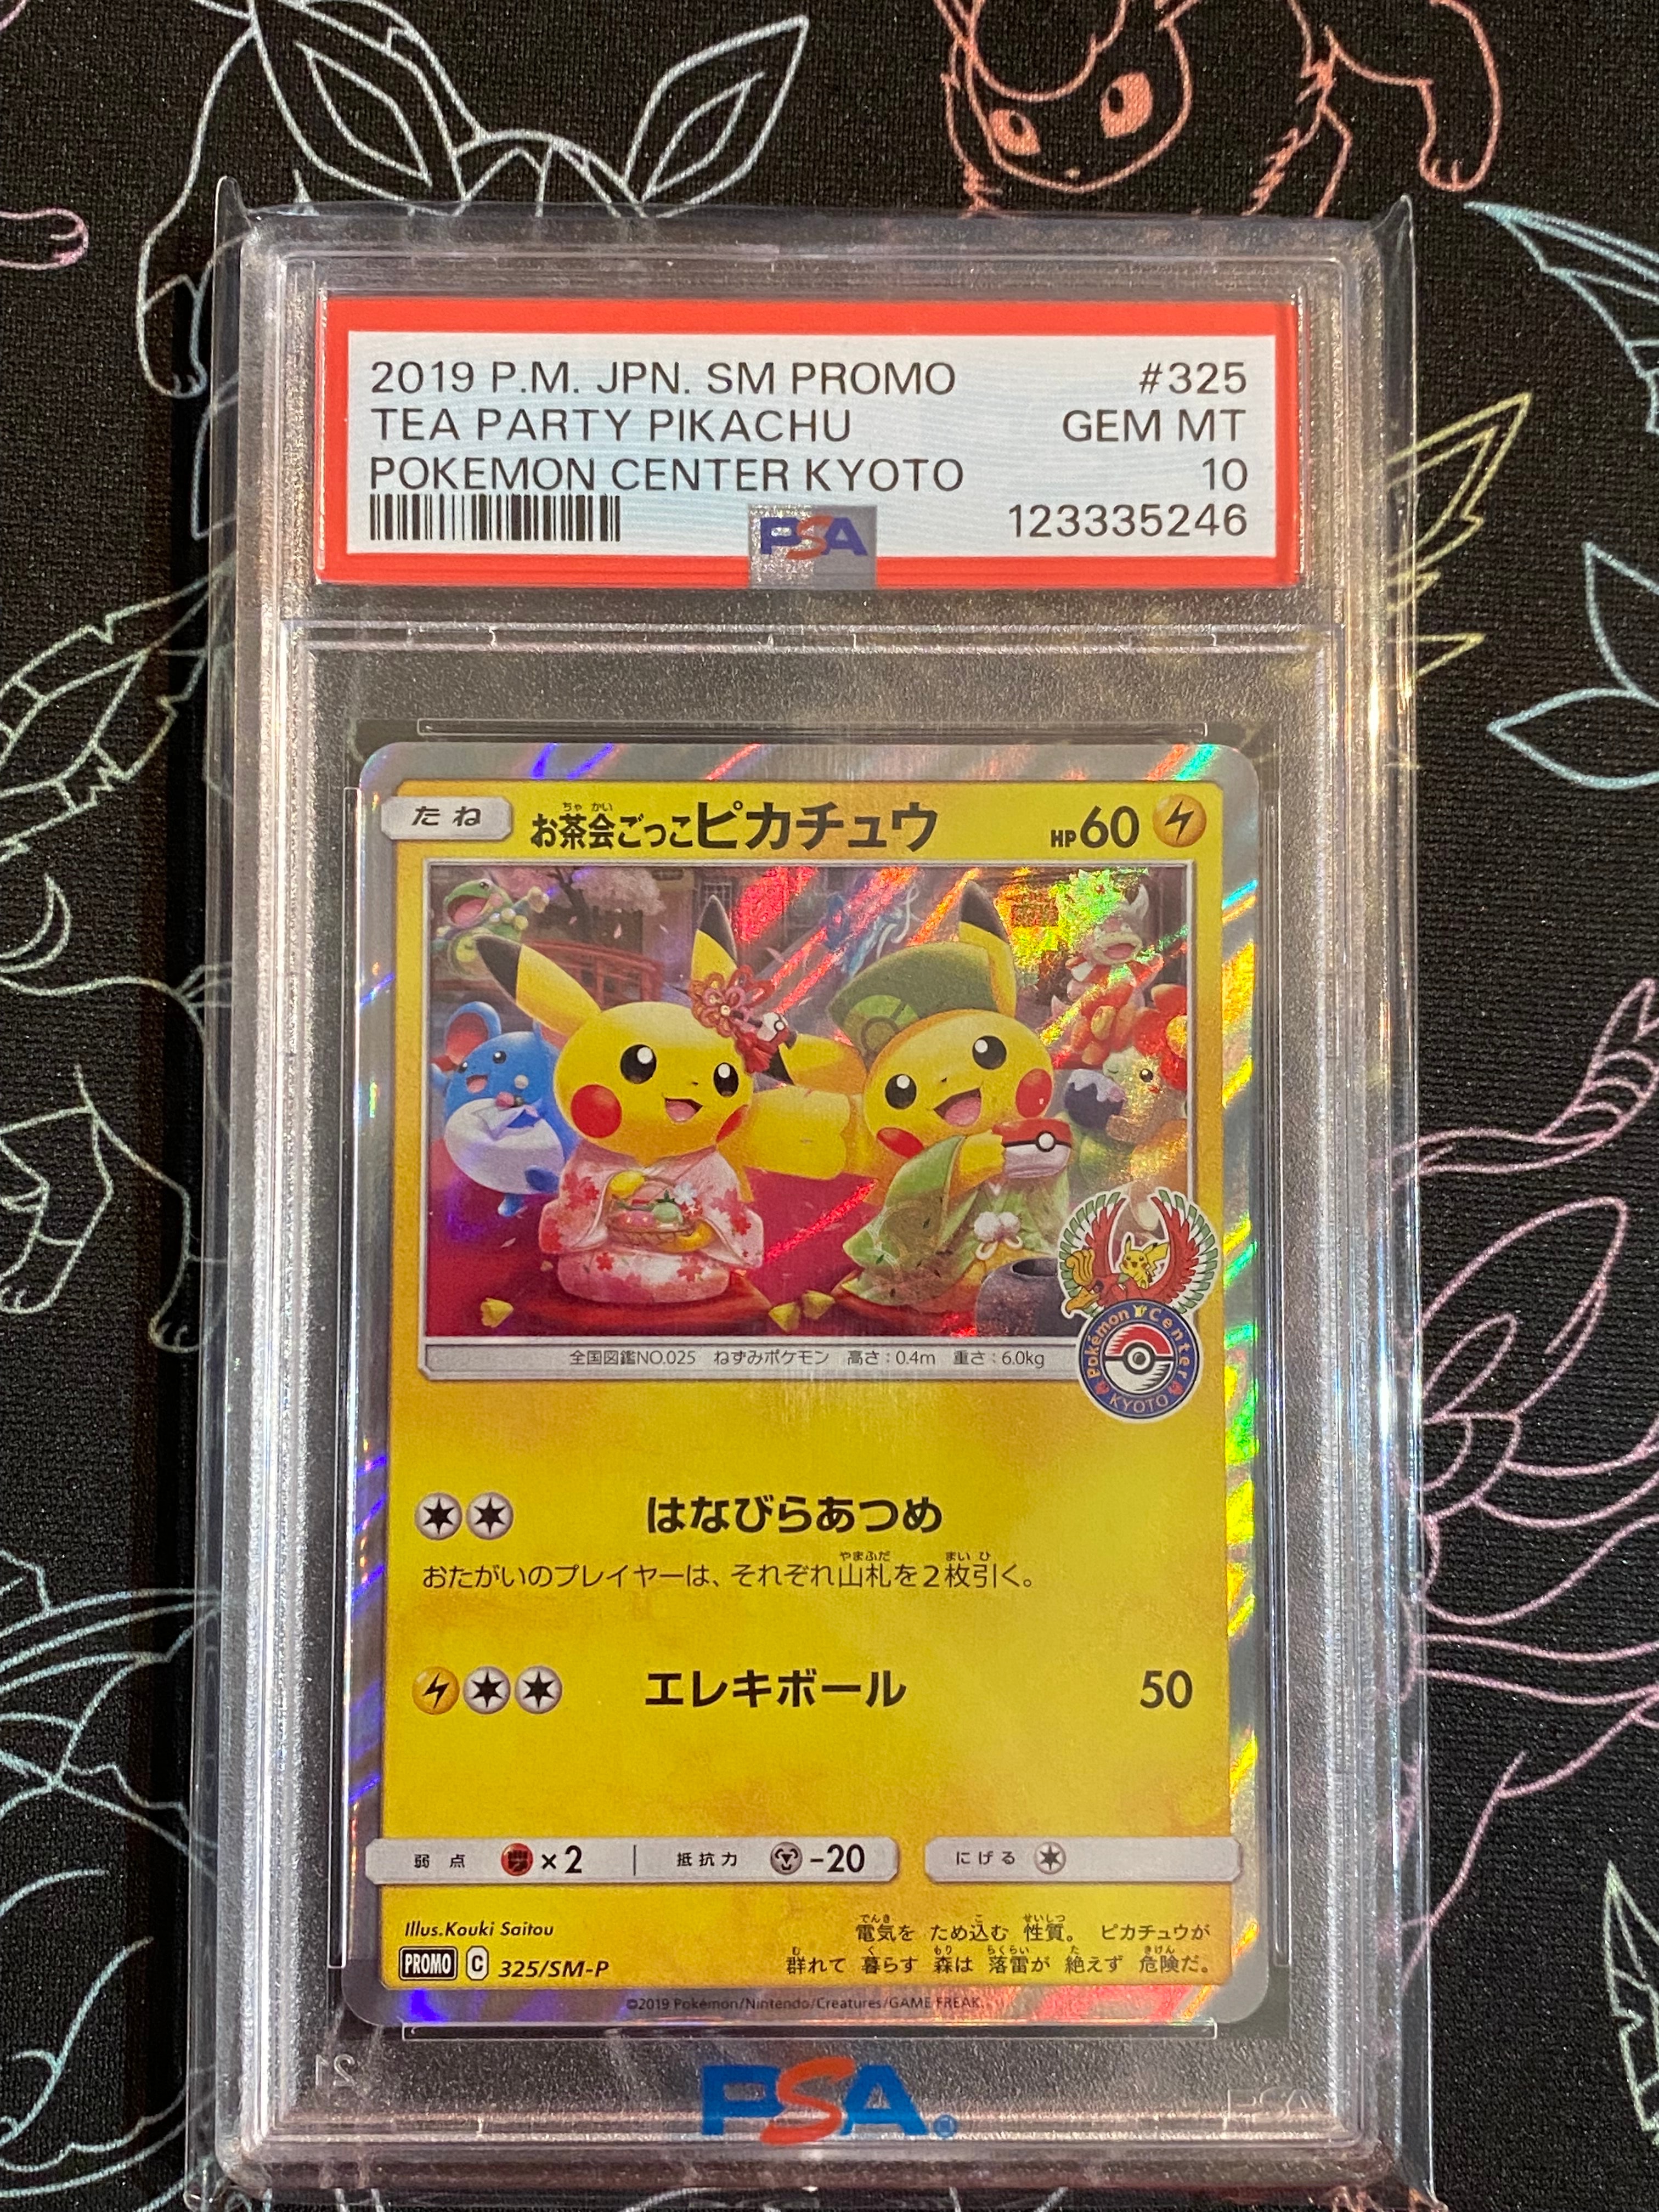 2019 P.M. JPN. SM PROMO #325
TEA PARTY PIKACHU GEM MT
POKEMON CENTER KYOTO 10
PSA 123335246
たね お茶会ごっこピカチュウ HP60
ちゃ かい
Pokémon Center
KYOTO
全国図鑑NO.025 ねずみポケモン 高さ:0.4m 重さ:6.0kg
はなびらあつめ
やまふだ まい ひ
おたがいのプレイヤーは、それぞれ山札を2枚引く。
エレキボール 50
弱点 ×2 抵抗力 -20 にげる
Illus.Kouki Saitou
でんき こ せいしつ
電気を ため込む 性質。 ピカチュウが
む く もり らくらい た きけん
群れて 暮らす 森は 落雷が 絶えず 危険だ。
PROMO C 325/SM-P
©2019 Pokémon/Nintendo/Creatures/GAME FREAK.
PSA
PSA